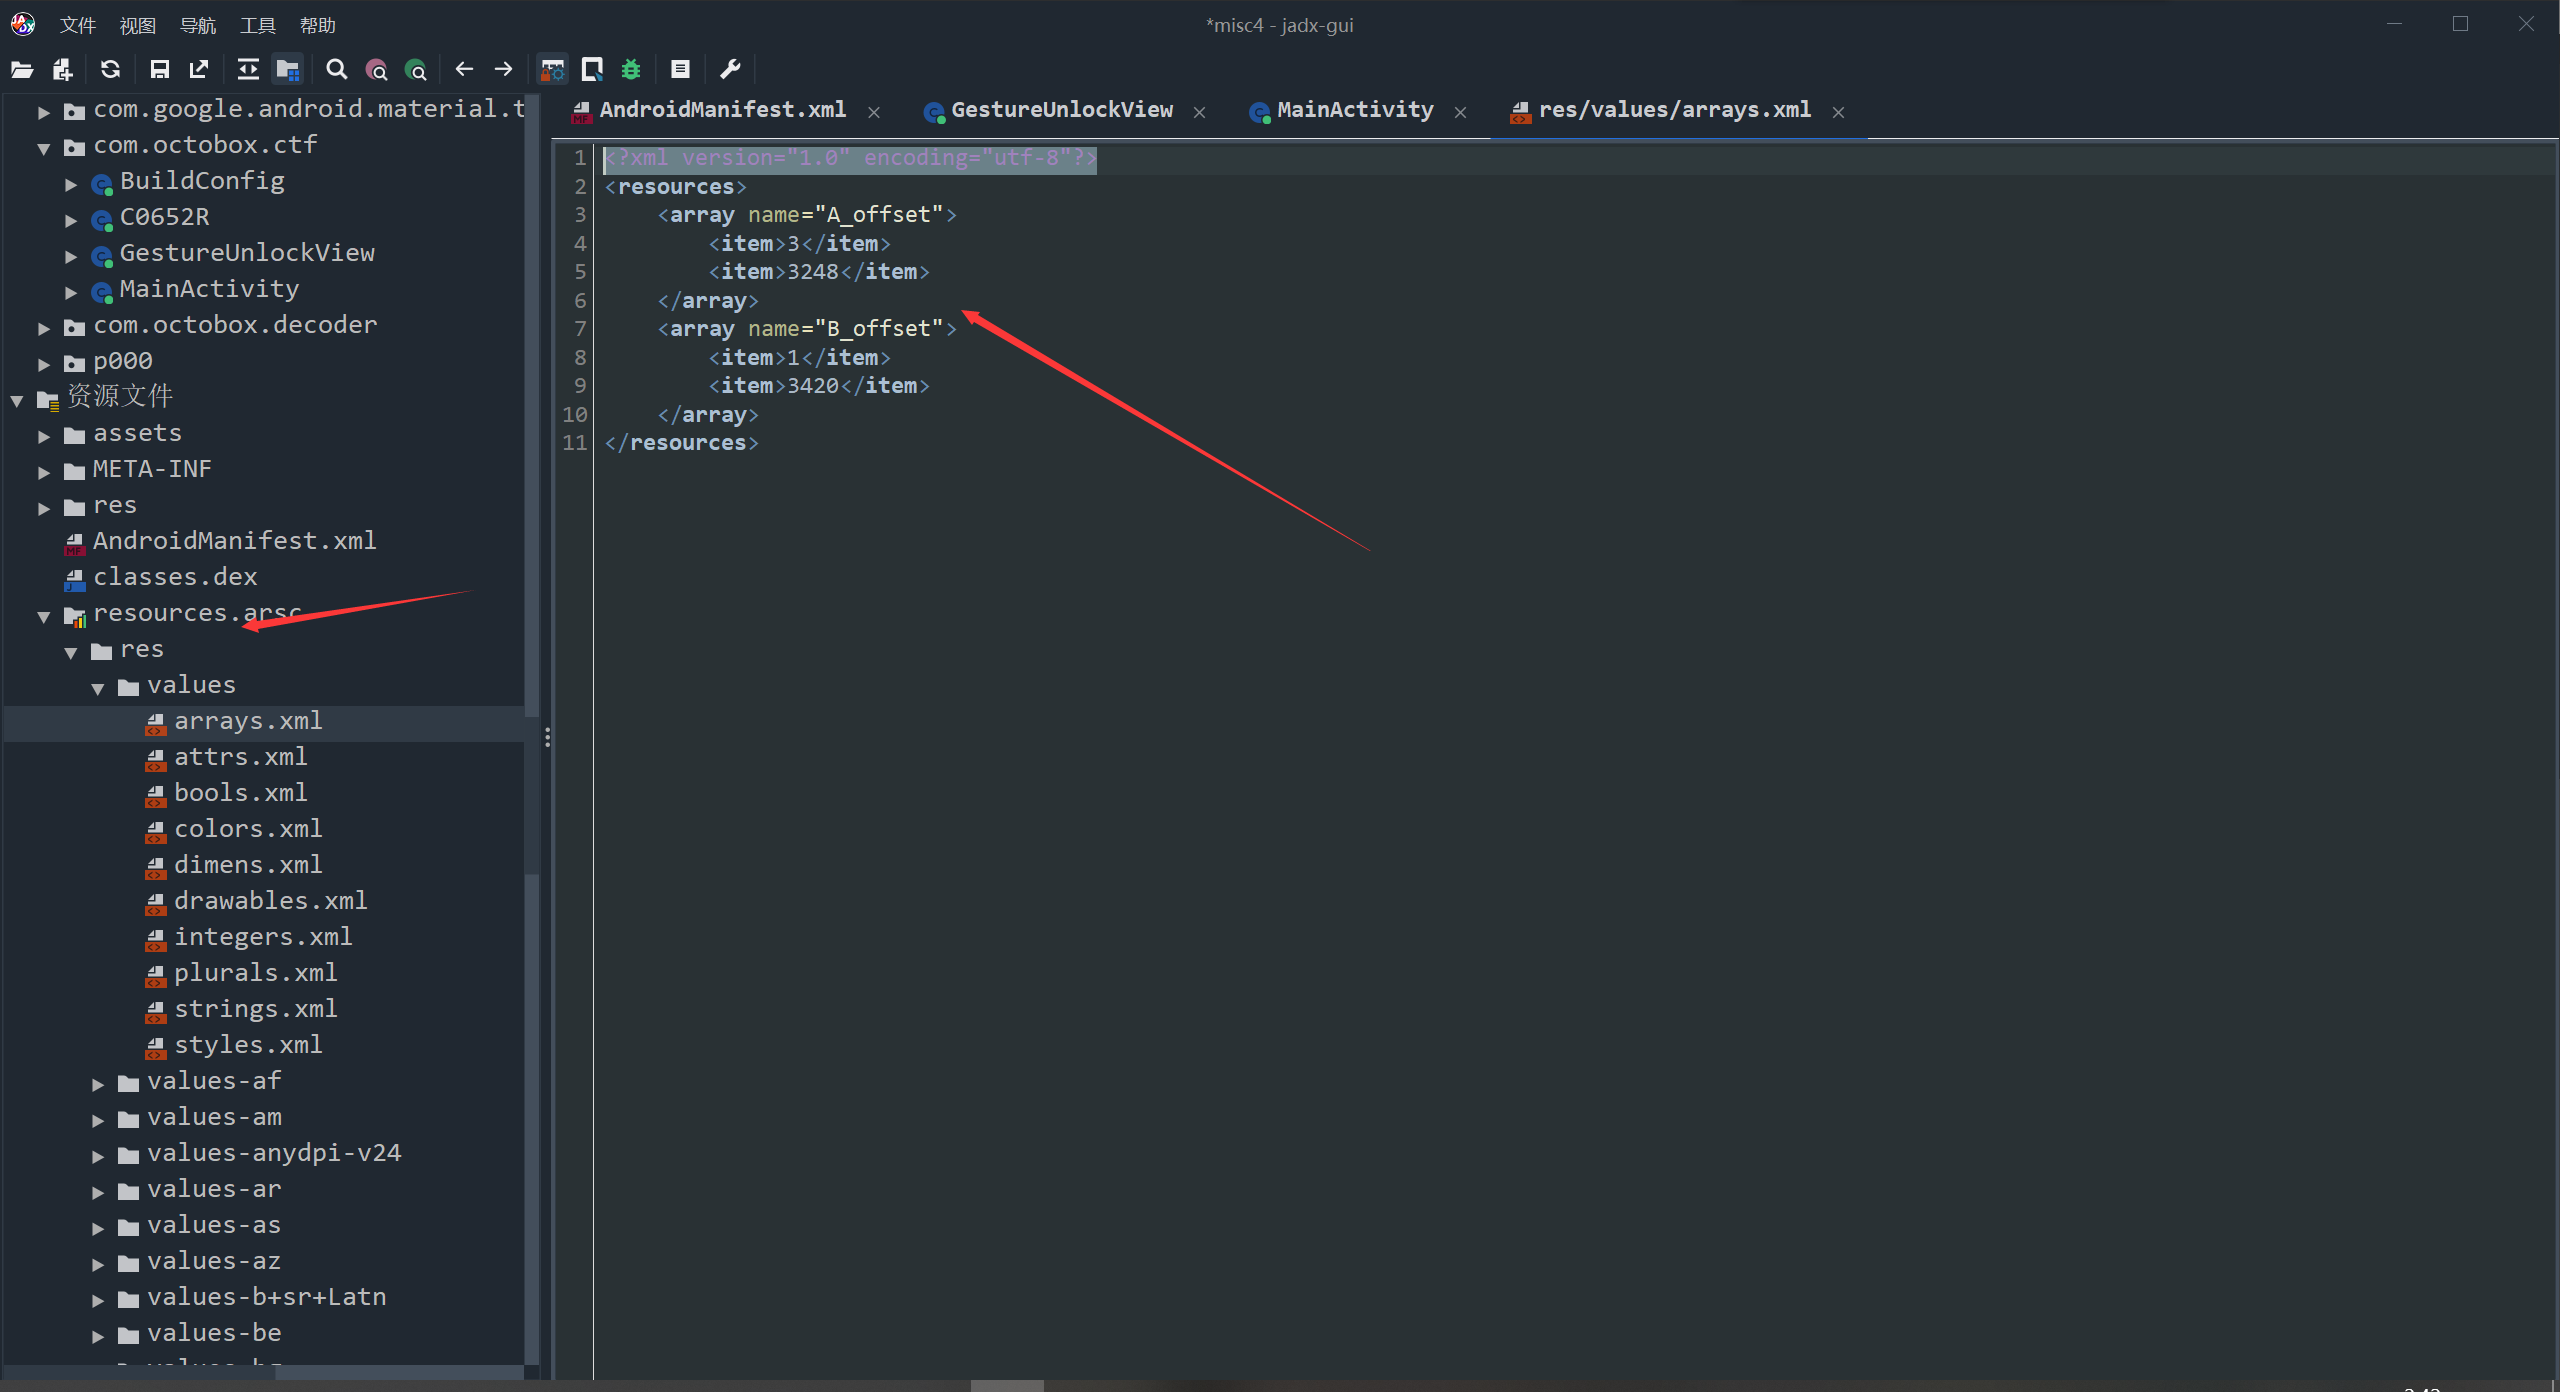 文件 视图 导航 工具 帮助
*misc4 - jadx-gui
com.google.android.material.t
com.octobox.ctf
BuildConfig
C0652R
GestureUnlockView
MainActivity
com.octobox.decoder
p000
资源文件
assets
META-INF
res
AndroidManifest.xml
classes.dex
resources.arsc
res
values
arrays.xml
attrs.xml
bools.xml
colors.xml
dimens.xml
drawables.xml
integers.xml
plurals.xml
strings.xml
styles.xml
values-af
values-am
values-anydpi-v24
values-ar
values-as
values-az
values-b+sr+Latn
values-be
AndroidManifest.xml GestureUnlockView MainActivity res/values/arrays.xml
1 <?xml version="1.0" encoding="utf-8"?>
2 <resources>
3 <array name="A_offset">
4 <item>3</item>
5 <item>3248</item>
6 </array>
7 <array name="B_offset">
8 <item>1</item>
9 <item>3420</item>
10 </array>
11 </resources>